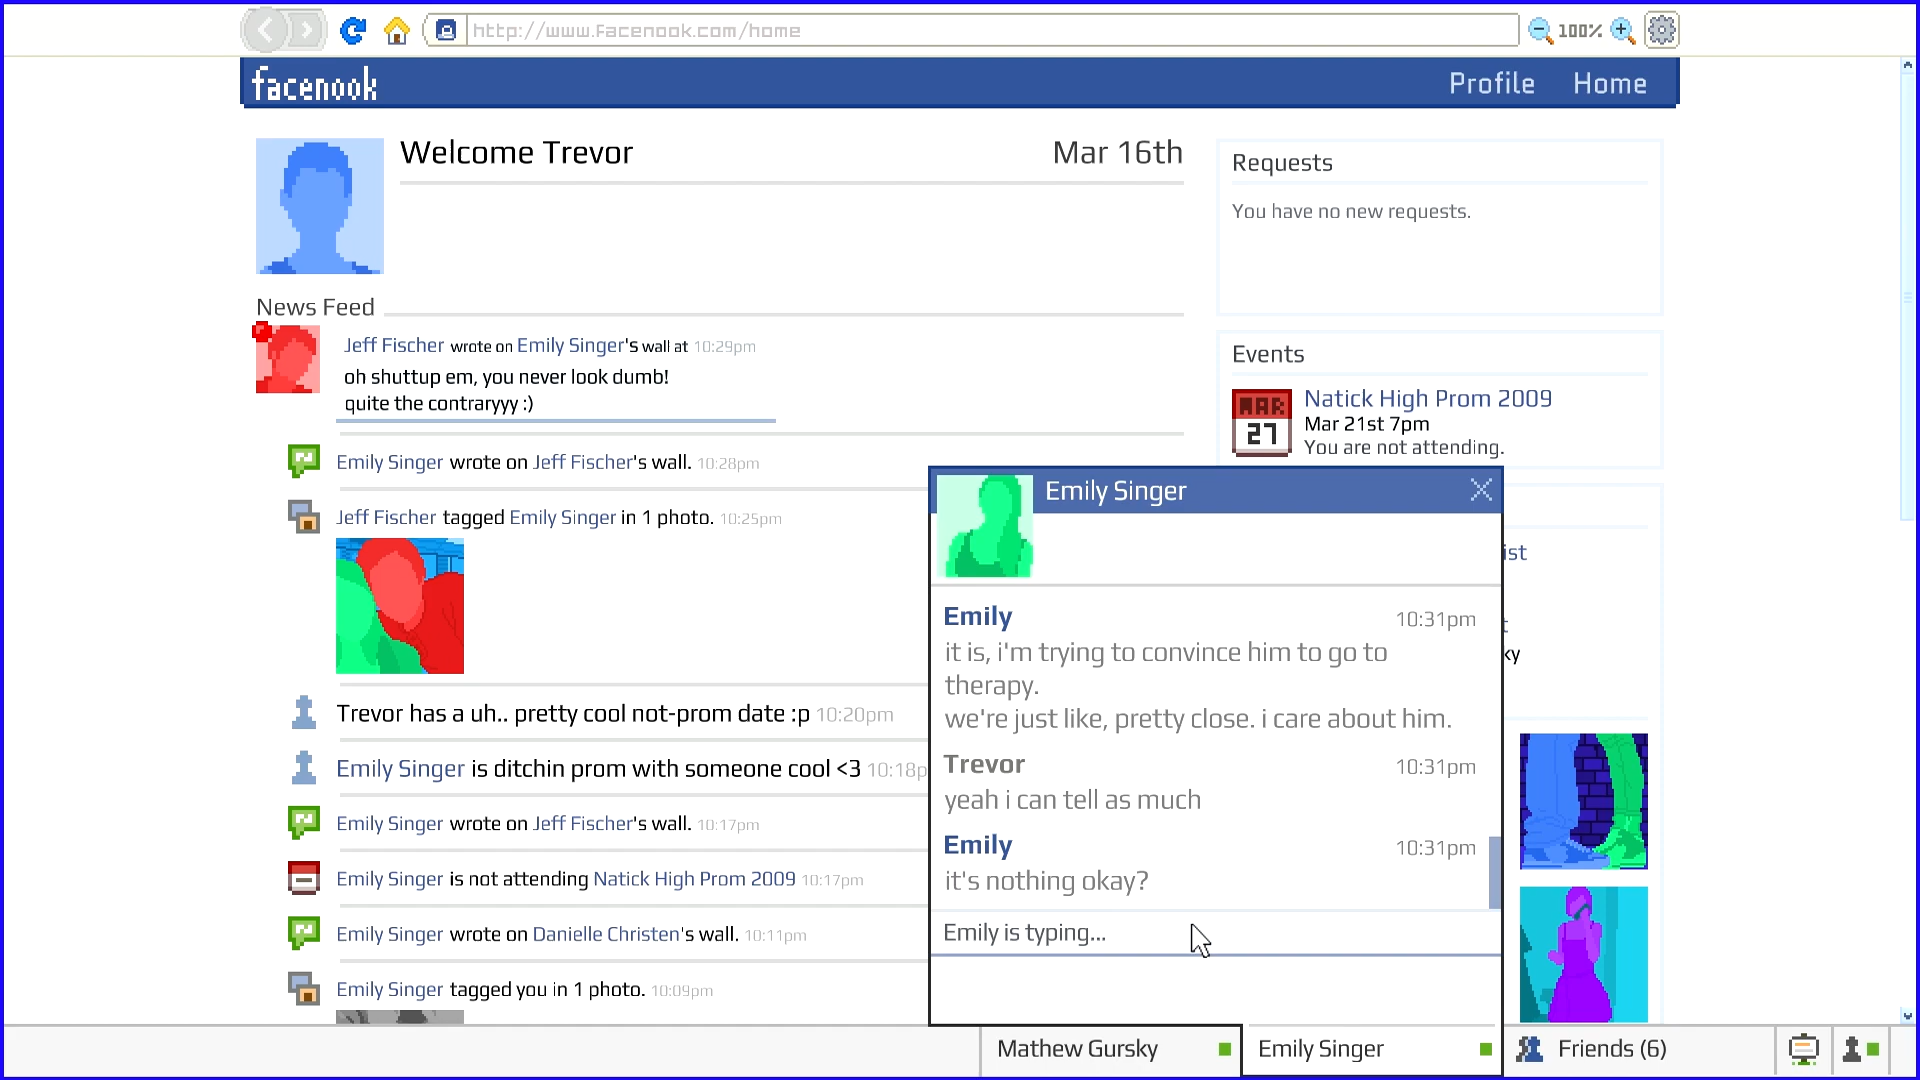 http://www.facenook.com/home
100%
facenook
Profile
Home
Welcome Trevor
Mar 16th
News Feed
Jeff Fischer wrote on Emily Singer's wall at 10:29pm
oh shuttup em, you never look dumb!
quite the contraryyy :)
Emily Singer wrote on Jeff Fischer's wall. 10:28pm
Jeff Fischer tagged Emily Singer in 1 photo. 10:25pm
Trevor has a uh.. pretty cool not-prom date :p 10:20pm
Emily Singer is ditchin prom with someone cool <3 10:18p
Emily Singer wrote on Jeff Fischer's wall. 10:17pm
Emily Singer is not attending Natick High Prom 2009 10:17pm
Emily Singer wrote on Danielle Christen's wall. 10:11pm
Emily Singer tagged you in 1 photo. 10:09pm
Requests
You have no new requests.
Events
MAR
27
Natick High Prom 2009
Mar 21st 7pm
You are not attending.
ist
t
ky
Emily Singer
Emily 10:31pm
it is, i'm trying to convince him to go to
therapy.
we're just like, pretty close. i care about him.
Trevor 10:31pm
yeah i can tell as much
Emily 10:31pm
it's nothing okay?
Emily is typing...
Mathew Gursky
Emily Singer
Friends (6)